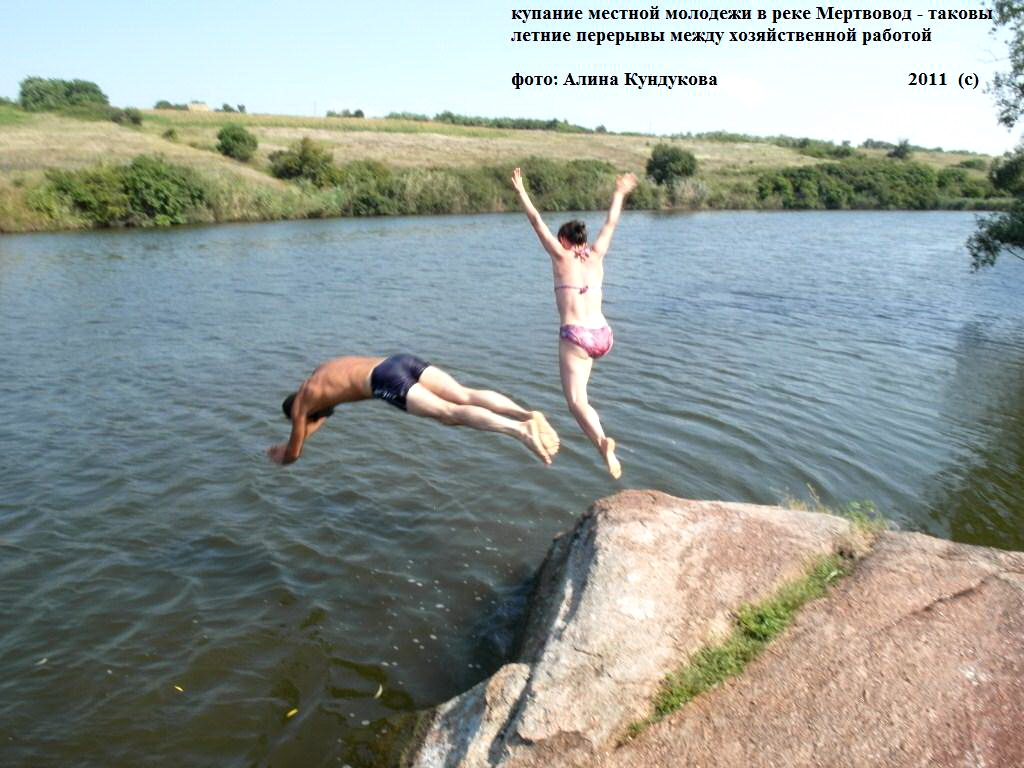 купание местной молодежи в реке Мертвовод - таковы
летние перерывы между хозяйственной работой
фото: Алина Кундукова 2011 (c)